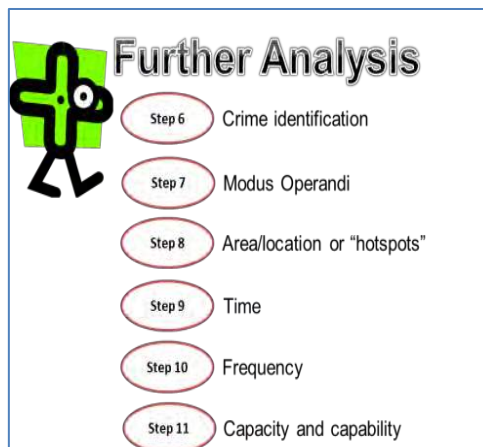 Further Analysis
Step 6 Crime identification
Step 7 Modus Operandi
Step 8 Area/location or “hotspots”
Step 9 Time
Step 10 Frequency
Step 11 Capacity and capability